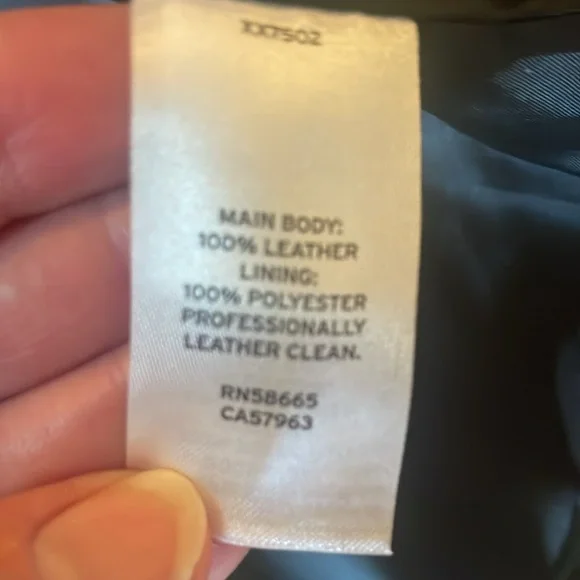 XX7502
MAIN BODY:
100% LEATHER
LINING:
100% POLYESTER
PROFESSIONALLY
LEATHER CLEAN.
RN58665
CA57963